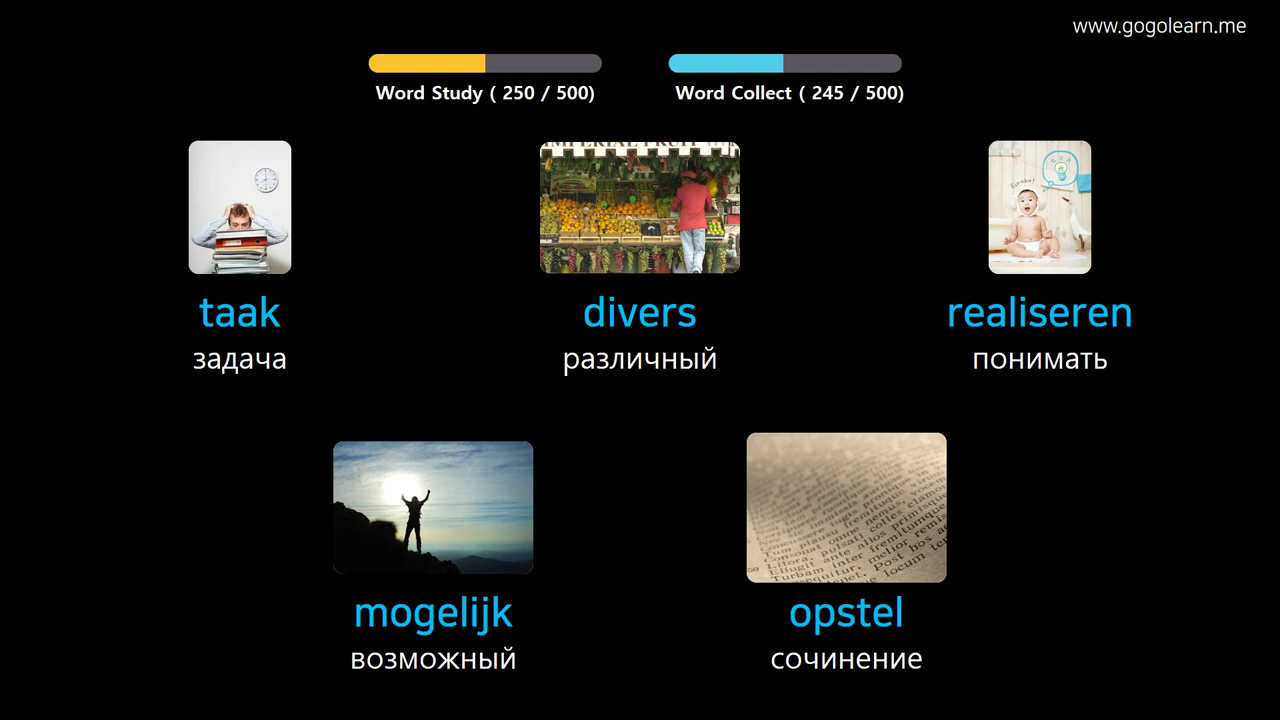 www.gogolearn.me
Word Study ( 250 / 500)
Word Collect ( 245 / 500)
taak
divers
realiseren
задача
различный
понимать
mogelijk
opstel
возможный
сочинение